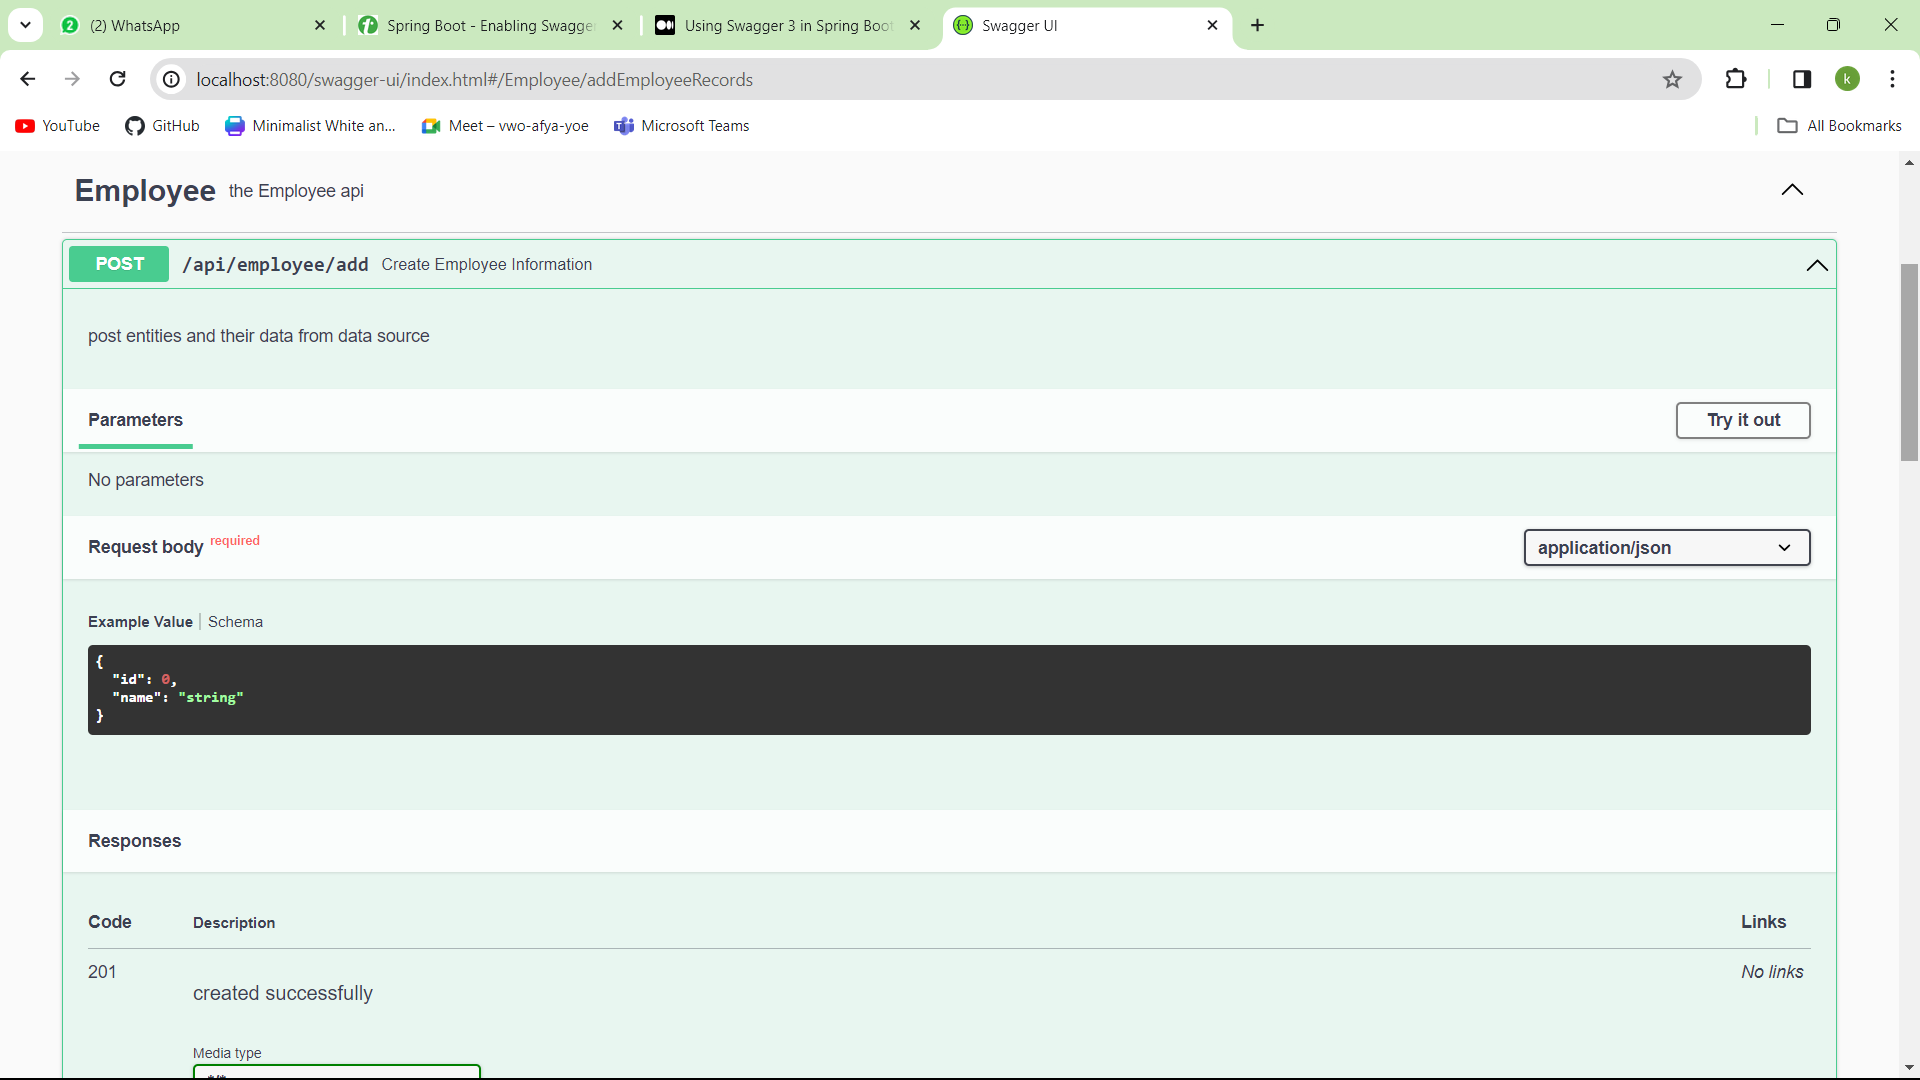 (2) WhatsApp
Spring Boot - Enabling Swagger
Using Swagger 3 in Spring Boot
Swagger UI
localhost:8080/swagger-ui/index.html#/Employee/addEmployeeRecords
k
YouTube
GitHub
Minimalist White an...
Meet – vwo-afya-yoe
Microsoft Teams
All Bookmarks
Employee the Employee api
POST /api/employee/add Create Employee Information
post entities and their data from data source
Parameters
Try it out
No parameters
Request body required
application/json
Example Value | Schema
{
"id": 0,
"name": "string"
}
Responses
Code Description Links
201 No links
created successfully
Media type